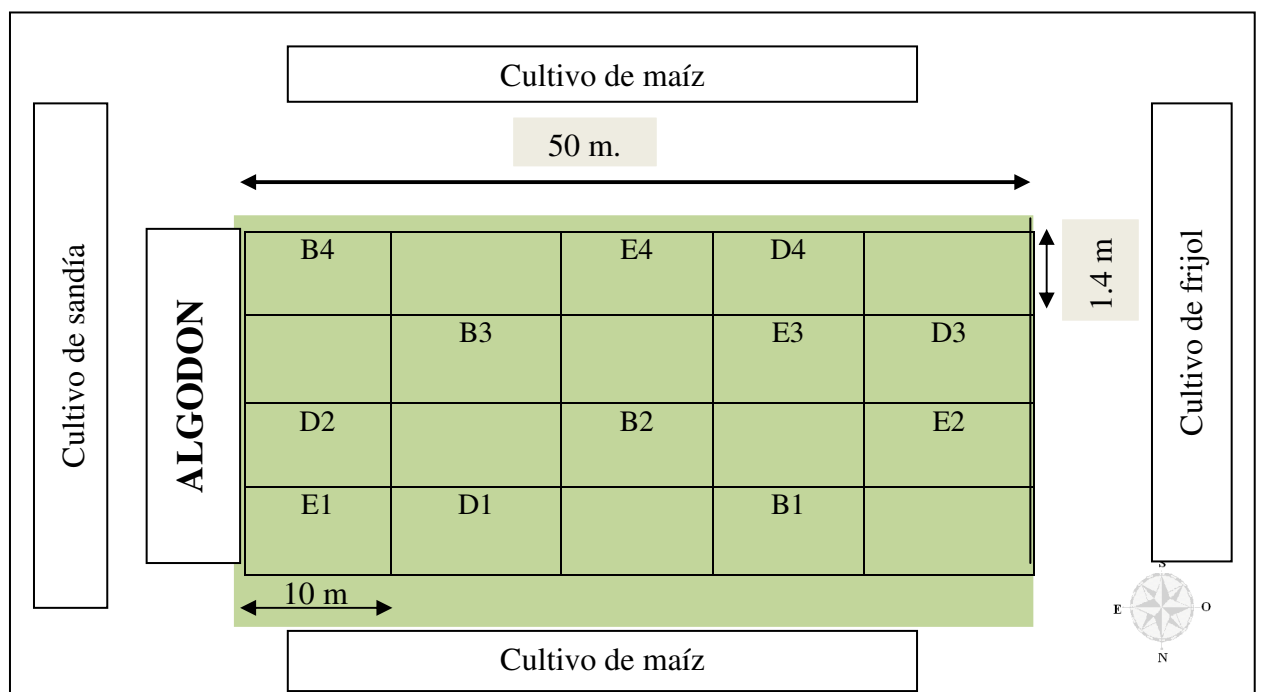 Cultivo de maíz
50 m.
Cultivo de sandía
ALGODON
B4
E4
D4
1.4 m
Cultivo de frijol
B3
E3
D3
D2
B2
E2
E1
D1
B1
10 m
S
E
O
N
Cultivo de maíz